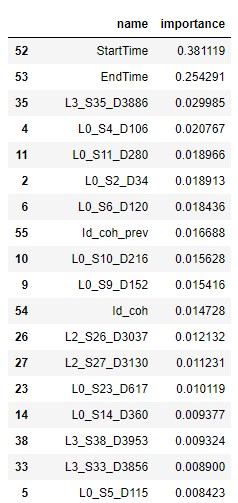 name importance
52 StartTime 0.381119
53 EndTime 0.254291
35 L3_S35_D3886 0.029985
4 L0_S4_D106 0.020767
11 L0_S11_D280 0.018966
2 L0_S2_D34 0.018913
6 L0_S6_D120 0.018436
55 Id_coh_prev 0.016688
10 L0_S10_D216 0.015628
9 L0_S9_D152 0.015416
54 Id_coh 0.014728
26 L2_S26_D3037 0.012132
27 L2_S27_D3130 0.011231
23 L0_S23_D617 0.010119
14 L0_S14_D360 0.009377
38 L3_S38_D3953 0.009324
33 L3_S33_D3856 0.008900
5 L0_S5_D115 0.008423